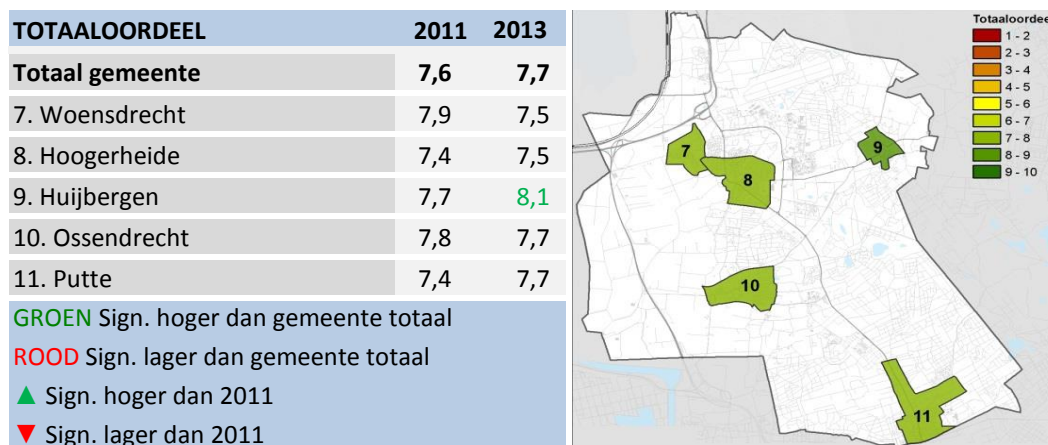 TOTAALOORDEEL 2011 2013
Totaal gemeente 7,6 7,7
7. Woensdrecht 7,9 7,5
8. Hoogerheide 7,4 7,5
9. Huijbergen 7,7 8,1
10. Ossendrecht 7,8 7,7
11. Putte 7,4 7,7
GROEN Sign. hoger dan gemeente totaal
ROOD Sign. lager dan gemeente totaal
▲ Sign. hoger dan 2011
▼ Sign. lager dan 2011
Totaaloordeel
1 - 2
2 - 3
3 - 4
4 - 5
5 - 6
6 - 7
7 - 8
8 - 9
9 - 10
7
8
9
10
11